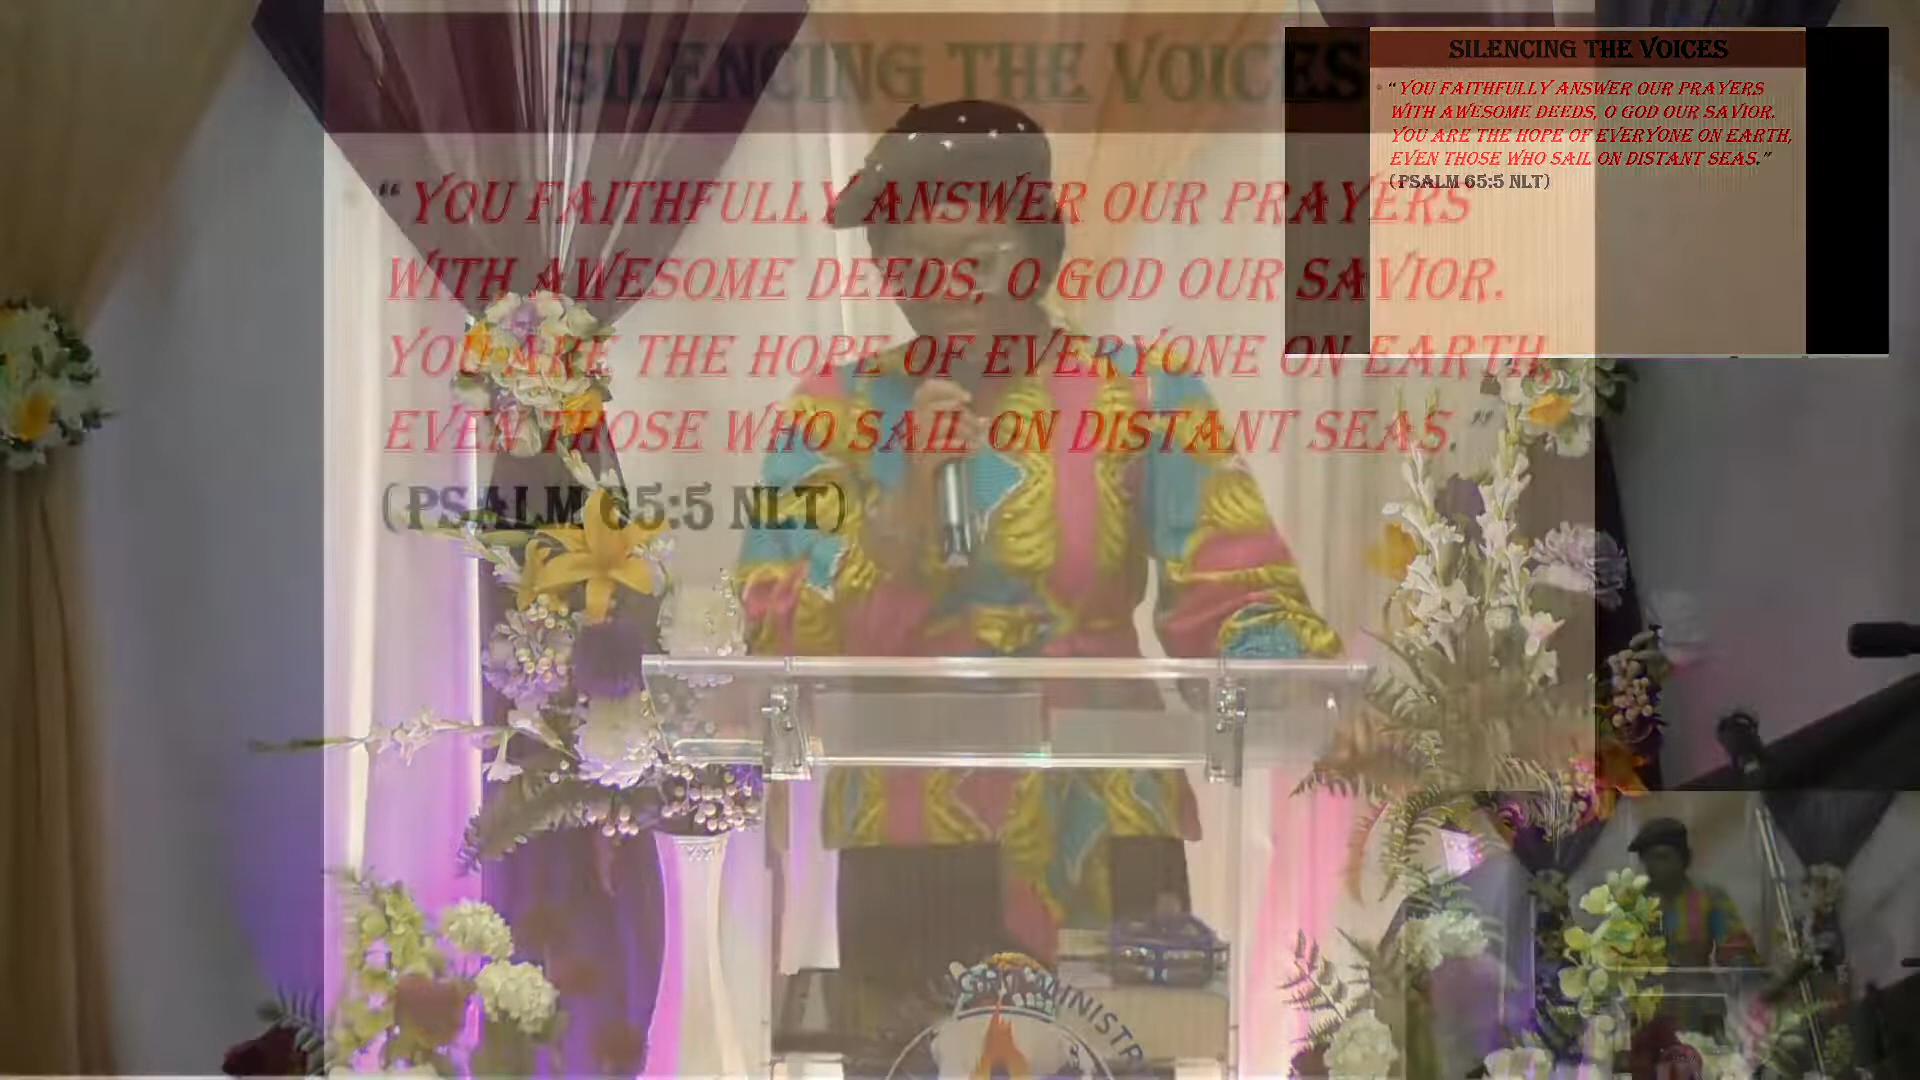 SILENCING THE VOICES
“YOU FAITHFULLY ANSWER OUR PRAYERS
WITH AWESOME DEEDS, O GOD OUR SAVIOR.
YOU ARE THE HOPE OF EVERYONE ON EARTH,
EVEN THOSE WHO SAIL ON DISTANT SEAS.”
(PSALM 65:5 NLT)
SILENCING THE VOICES
“YOU FAITHFULLY ANSWER OUR PRAYERS
WITH AWESOME DEEDS, O GOD OUR SAVIOR.
YOU ARE THE HOPE OF EVERYONE ON EARTH,
EVEN THOSE WHO SAIL ON DISTANT SEAS.”
(PSALM 65:5 NLT)